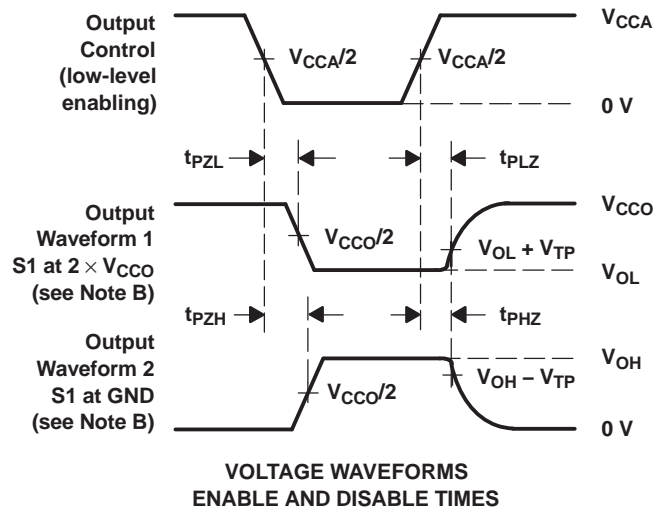 Output
Control
(low-level
enabling)
V_CCA/2
V_CCA/2
V_CCA
0 V
t_PZL
t_PLZ
Output
Waveform 1
S1 at 2 × V_CCO
(see Note B)
V_CCO/2
V_CCO
V_OL + V_TP
V_OL
t_PZH
t_PHZ
Output
Waveform 2
S1 at GND
(see Note B)
V_CCO/2
V_OH
V_OH − V_TP
0 V
VOLTAGE WAVEFORMS
ENABLE AND DISABLE TIMES